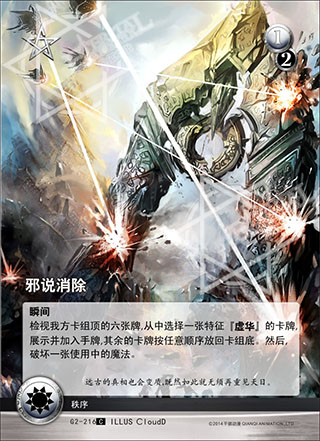 1
2
邪说消除
瞬间
检视我方卡组顶的六张牌,从中选择一张特征『虚华』的卡牌,
展示并加入手牌,其余的卡牌按任意顺序放回卡组底。然后,
破坏一张使用中的魔法。
远古的真相也会变质,既然如此就无须再重见天日。
秩序
G2-216 C ILLUS CloudD
©2014千骐动漫 QIANQI ANIMATION, LTD.